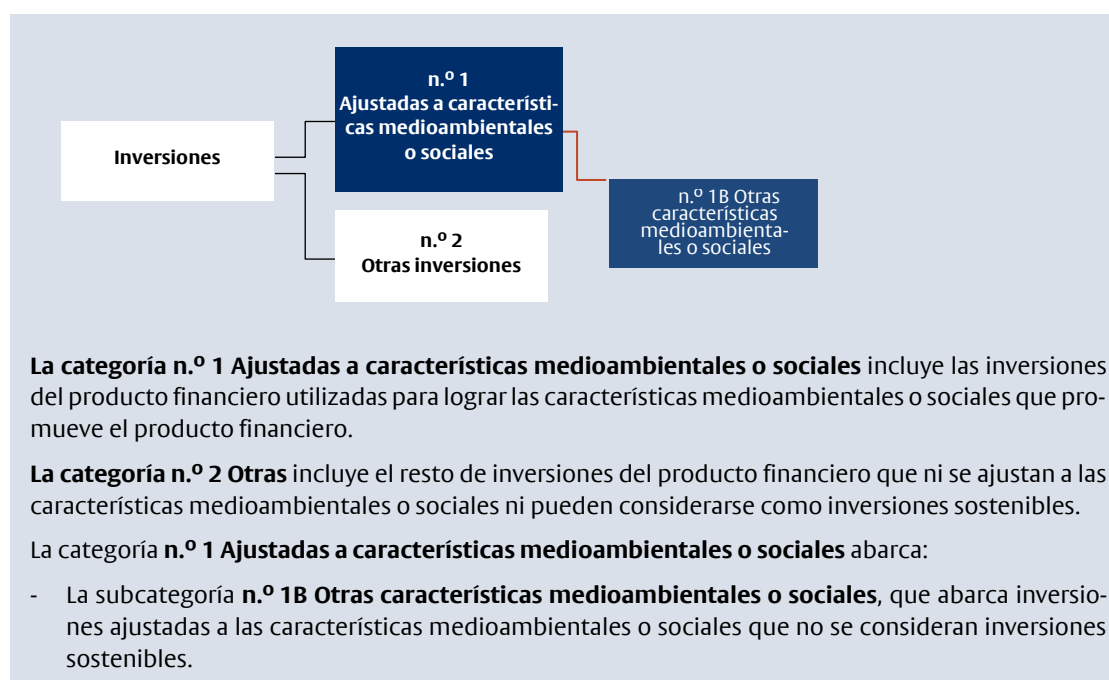 n.º 1
Ajustadas a característi-
cas medioambientales
o sociales
Inversiones
n.º 1B Otras
características
medioambienta-
les o sociales
n.º 2
Otras inversiones
La categoría n.º 1 Ajustadas a características medioambientales o sociales incluye las inversiones
del producto financiero utilizadas para lograr las características medioambientales o sociales que pro-
mueve el producto financiero.
La categoría n.º 2 Otras incluye el resto de inversiones del producto financiero que ni se ajustan a las
características medioambientales o sociales ni pueden considerarse como inversiones sostenibles.
La categoría n.º 1 Ajustadas a características medioambientales o sociales abarca:
- La subcategoría n.º 1B Otras características medioambientales o sociales, que abarca inversio-
nes ajustadas a las características medioambientales o sociales que no se consideran inversiones
sostenibles.